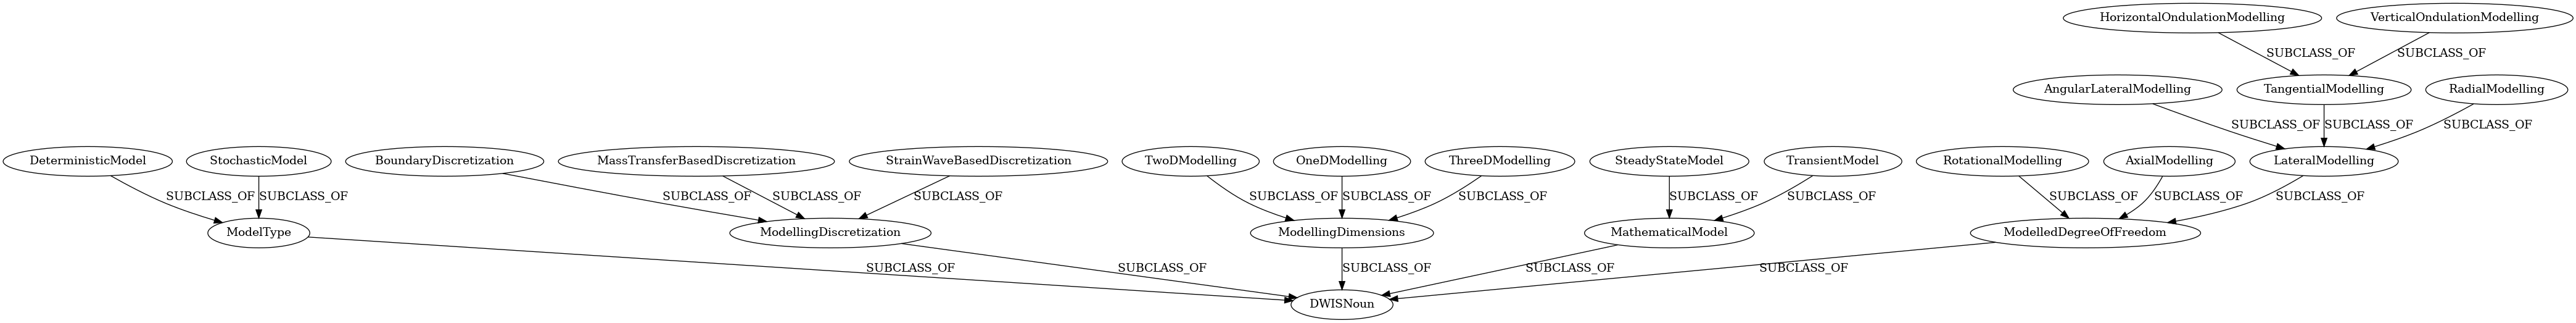 HorizontalOndulationModelling VerticalOndulationModelling
SUBCLASS_OF SUBCLASS_OF
AngularLateralModelling TangentialModelling RadialModelling
SUBCLASS_OF SUBCLASS_OF SUBCLASS_OF
DeterministicModel StochasticModel BoundaryDiscretization MassTransferBasedDiscretization StrainWaveBasedDiscretization TwoDModelling OneDModelling ThreeDModelling SteadyStateModel TransientModel RotationalModelling AxialModelling LateralModelling
SUBCLASS_OF SUBCLASS_OF SUBCLASS_OF SUBCLASS_OF SUBCLASS_OF SUBCLASS_OF SUBCLASS_OF SUBCLASS_OF SUBCLASS_OF SUBCLASS_OF SUBCLASS_OF SUBCLASS_OF SUBCLASS_OF
ModelType ModellingDiscretization ModellingDimensions MathematicalModel ModelledDegreeOfFreedom
SUBCLASS_OF SUBCLASS_OF SUBCLASS_OF SUBCLASS_OF SUBCLASS_OF
DWISNoun